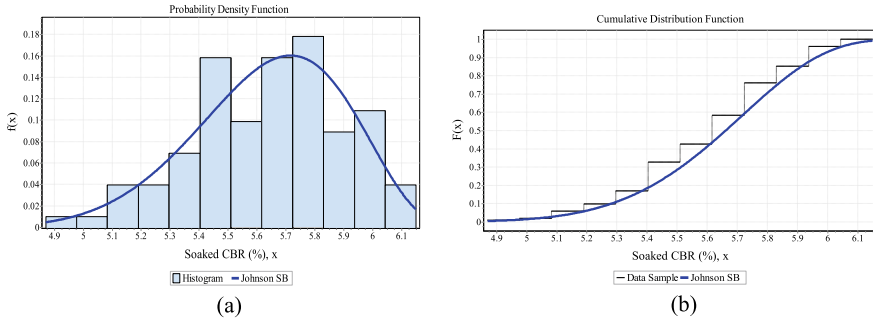 Probability Density Function
f(x)
0.18
0.16
0.14
0.12
0.1
0.08
0.06
0.04
0.02
0
4.9 5 5.1 5.2 5.3 5.4 5.5 5.6 5.7 5.8 5.9 6 6.1
Soaked CBR (%), x
Histogram Johnson SB
(a)
Cumulative Distribution Function
F(x)
1
0.9
0.8
0.7
0.6
0.5
0.4
0.3
0.2
0.1
0
4.9 5 5.1 5.2 5.3 5.4 5.5 5.6 5.7 5.8 5.9 6 6.1
Soaked CBR (%), x
Data Sample Johnson SB
(b)